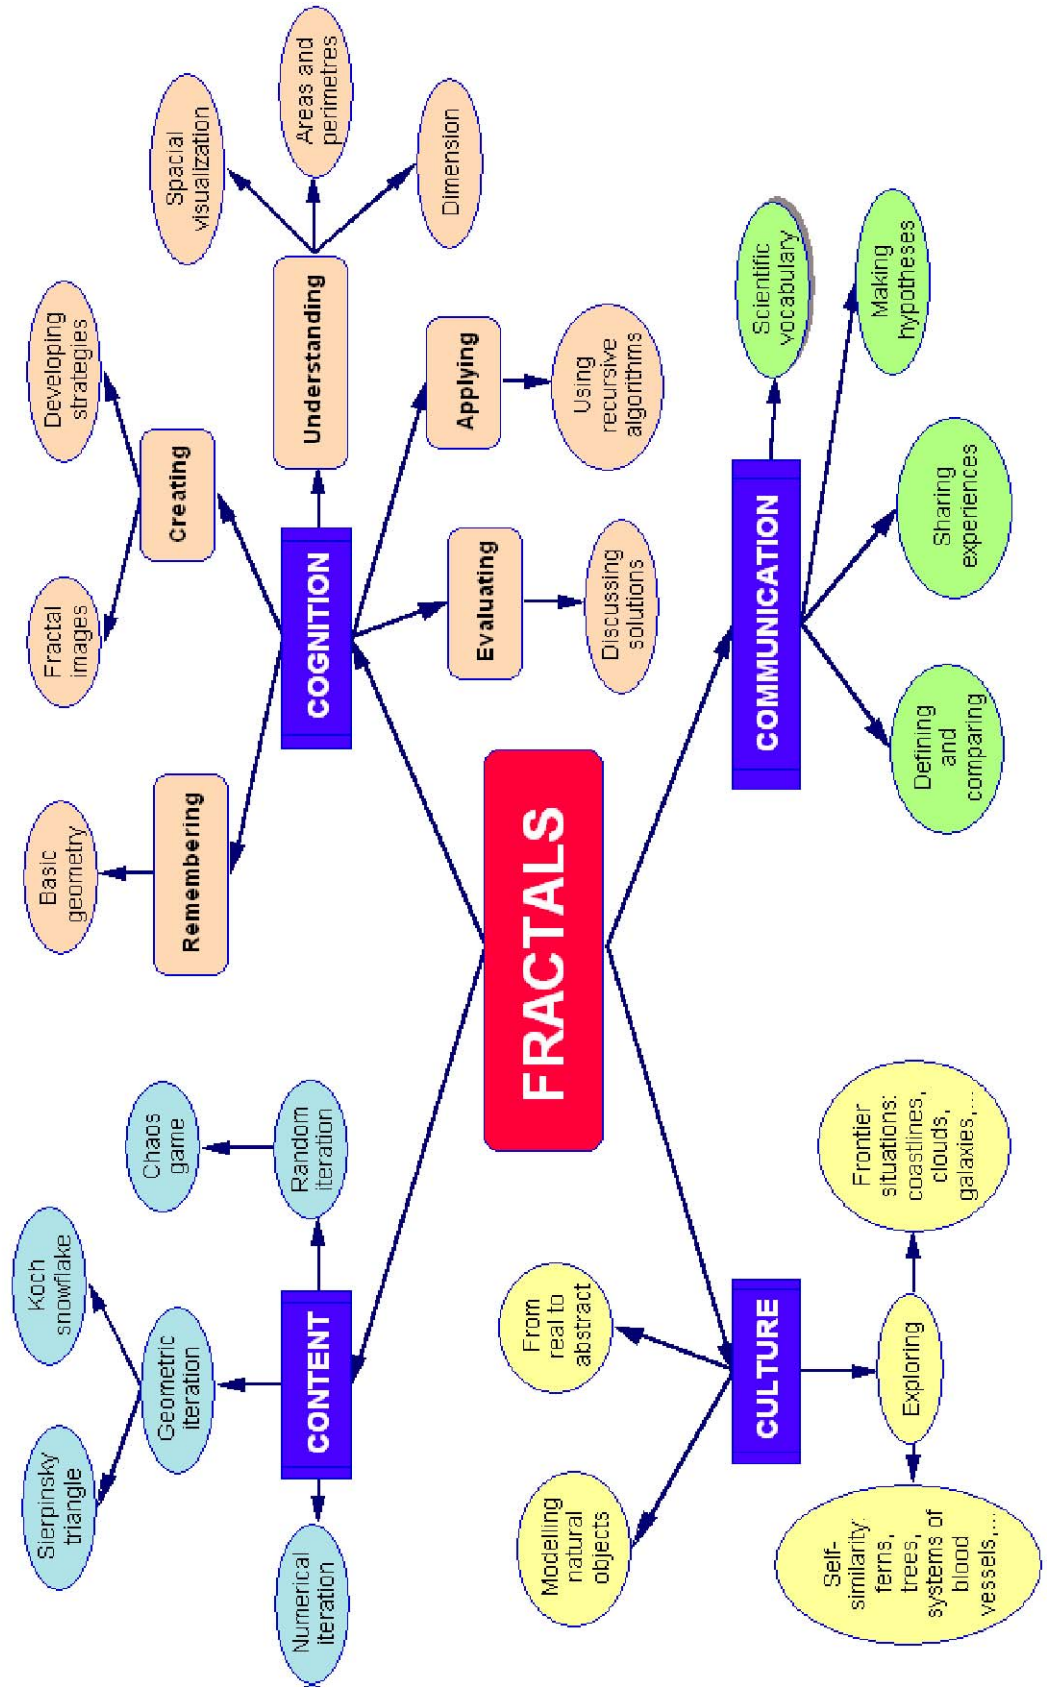 Sierpinsky
triangle
Koch
snowflake
Chaos
game
Geometric
iteration
Random
iteration
Numerical
iteration
CONTENT
Basic
geometry
Fractal
images
Developing
strategies
Spacial
visualization
Areas and
perimetres
Dimension
Remembering
Creating
Understanding
COGNITION
Applying
Evaluating
Using
recursive
algorithms
Discussing
solutions
FRACTALS
Modelling
natural
objects
From
real to
abstract
CULTURE
Exploring
Self-
similarity:
ferns,
trees,
systems of
blood
vessels,...
Frontier
situations:
coastlines,
clouds,
galaxies,...
COMMUNICATION
Scientific
vocabulary
Making
hypotheses
Sharing
experiences
Defining
and
comparing